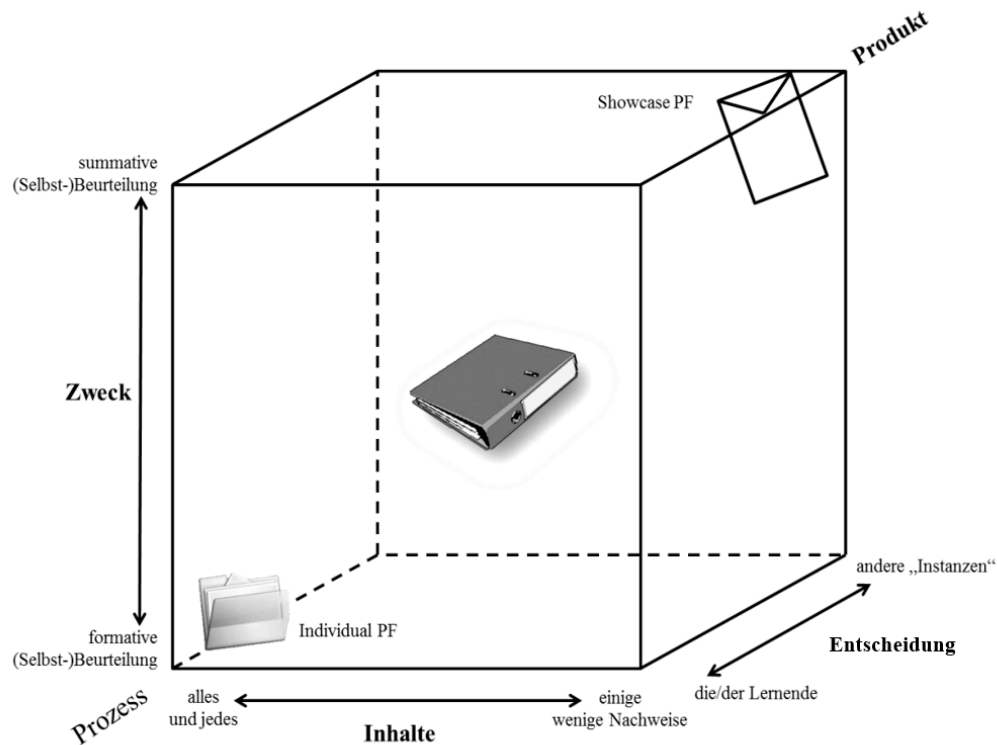 Produkt
Showcase PF
summative
(Selbst-)Beurteilung
Zweck
andere „Instanzen“
Individual PF
formative
(Selbst-)Beurteilung
Entscheidung
Prozess
alles
und jedes
einige
wenige Nachweise
die/der Lernende
Inhalte